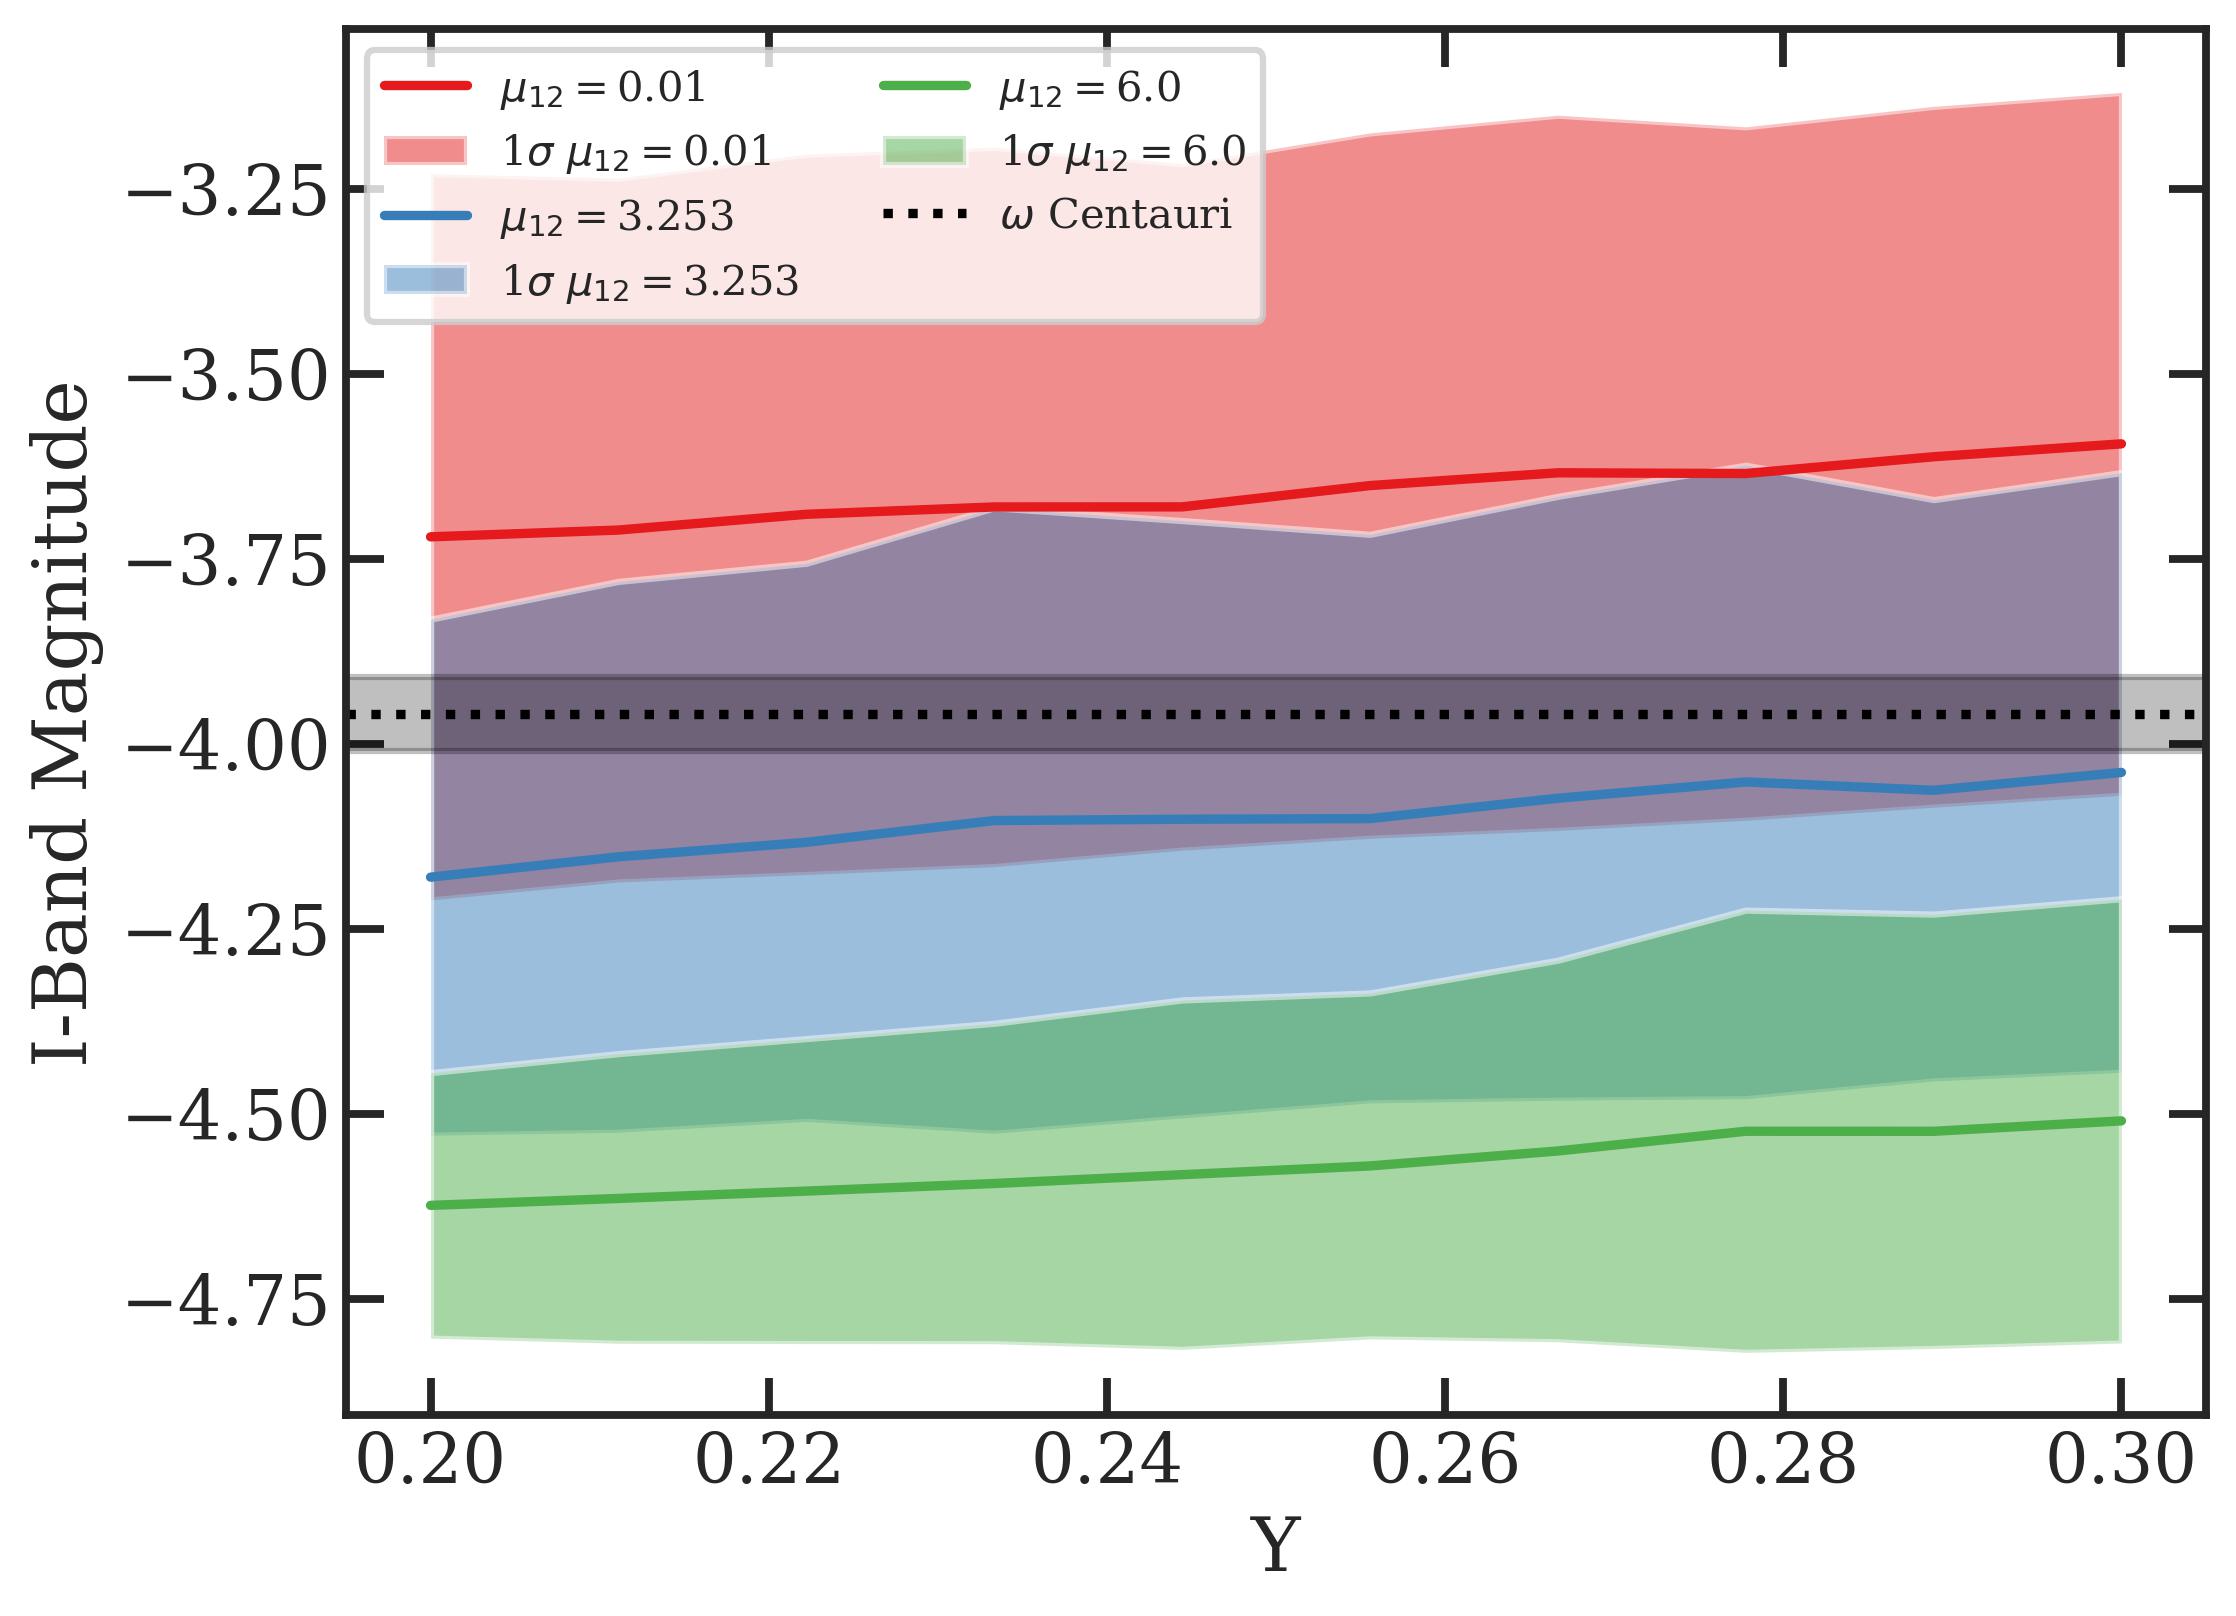 μ12 = 0.01
1σ μ12 = 0.01
μ12 = 3.253
1σ μ12 = 3.253
μ12 = 6.0
1σ μ12 = 6.0
ω Centauri
I-Band Magnitude
−3.25
−3.50
−3.75
−4.00
−4.25
−4.50
−4.75
0.20 0.22 0.24 0.26 0.28 0.30
Y